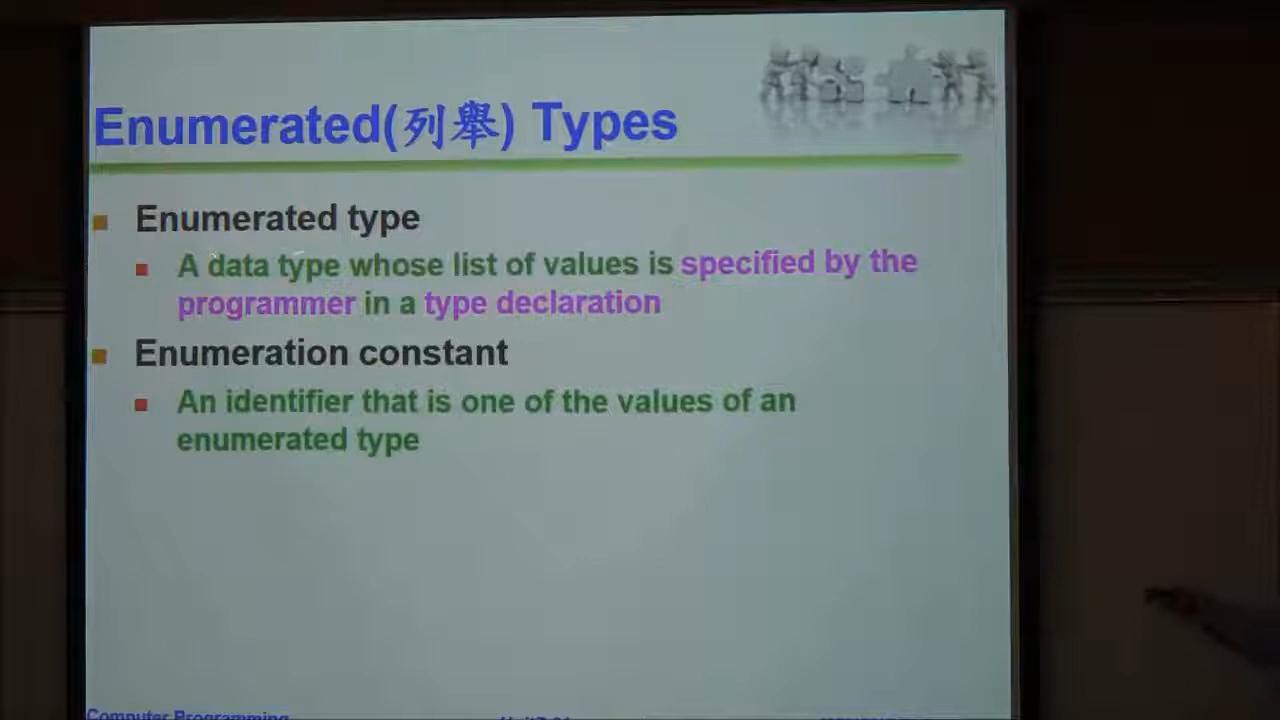 Enumerated(列舉) Types
Enumerated type
A data type whose list of values is specified by the
programmer in a type declaration
Enumeration constant
An identifier that is one of the values of an
enumerated type
Computer Programming